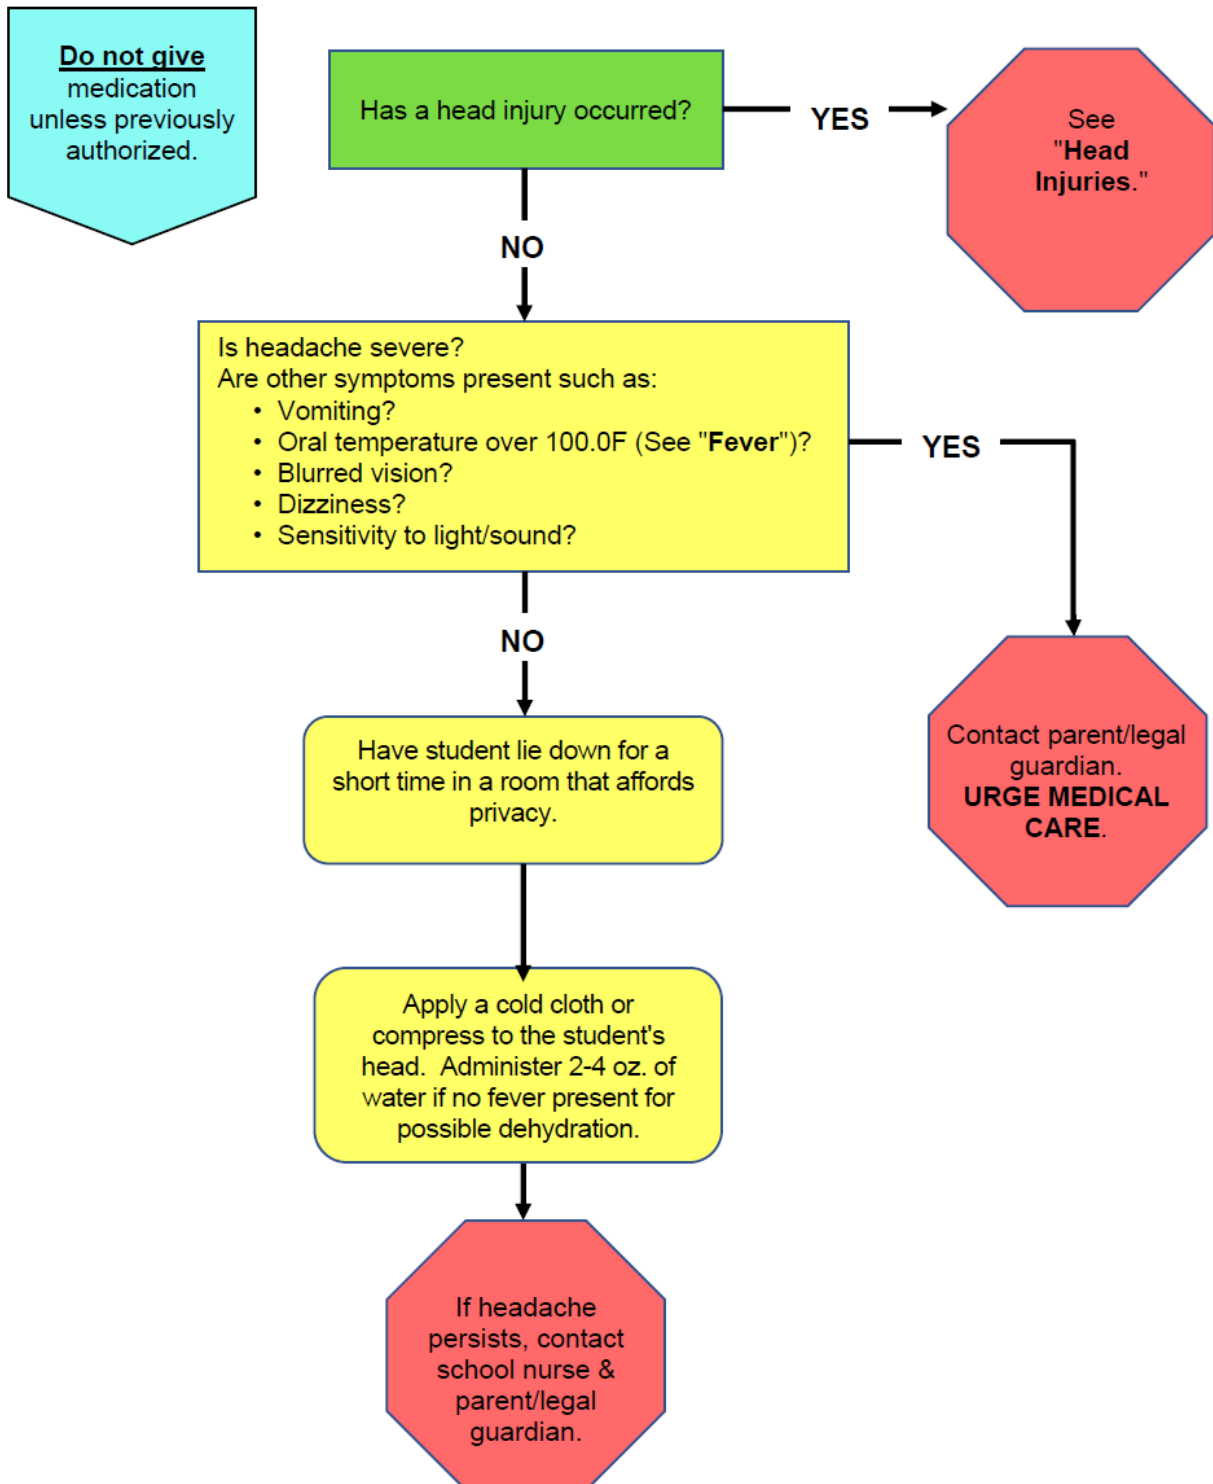 Do not give
medication
unless previously
authorized.
Has a head injury occurred?
YES
See
"Head
Injuries."
NO
Is headache severe?
Are other symptoms present such as:
• Vomiting?
• Oral temperature over 100.0F (See "Fever")?
• Blurred vision?
• Dizziness?
• Sensitivity to light/sound?
YES
NO
Contact parent/legal
guardian.
URGE MEDICAL
CARE.
Have student lie down for a
short time in a room that affords
privacy.
Apply a cold cloth or
compress to the student's
head.  Administer 2-4 oz. of
water if no fever present for
possible dehydration.
If headache
persists, contact
school nurse &
parent/legal
guardian.